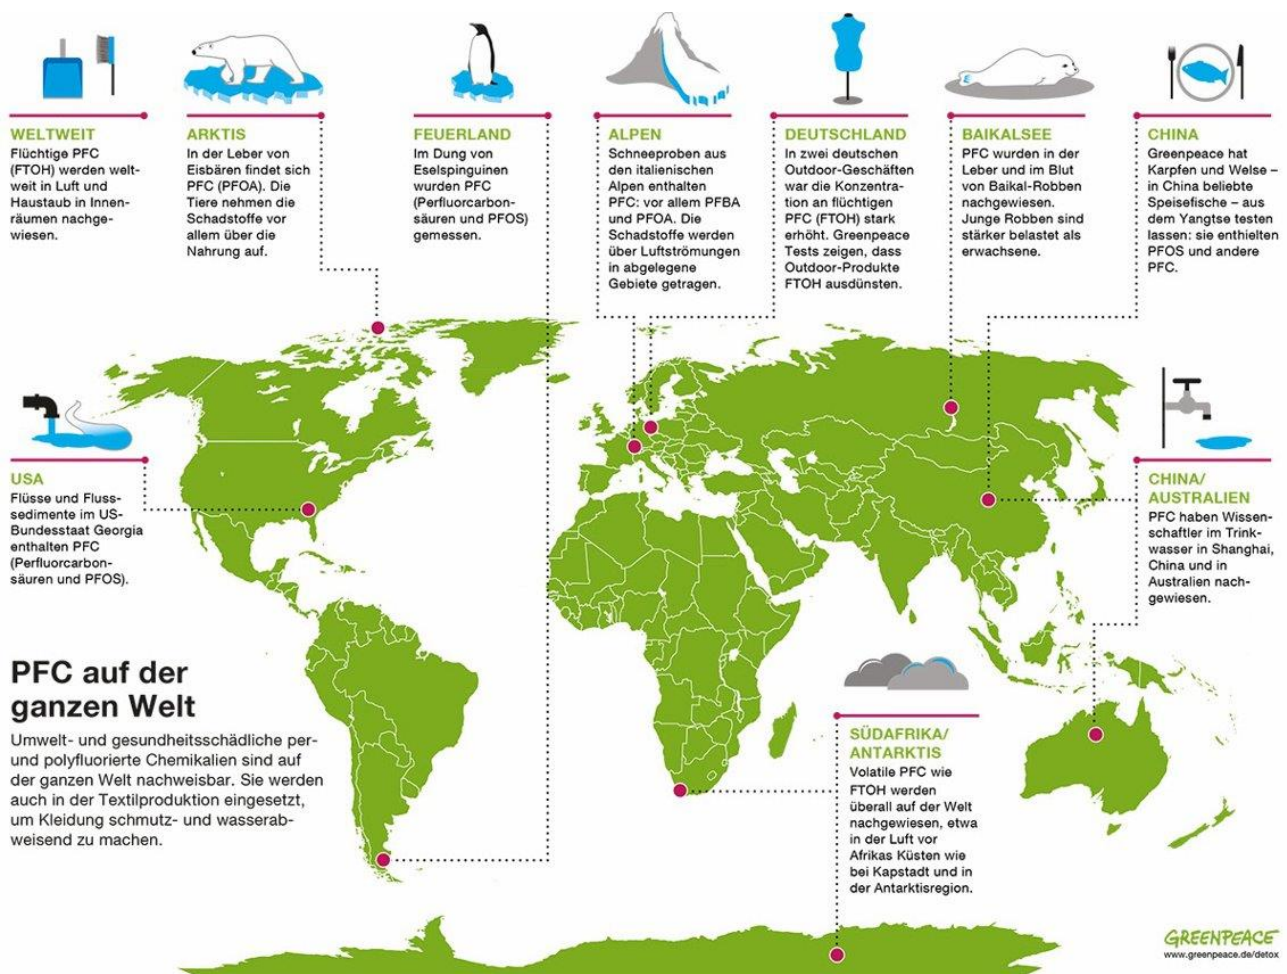 WELTWEIT
Flüchtige PFC
(FTOH) werden welt-
weit in Luft und
Haustaub in Innen-
räumen nachge-
wiesen.
ARKTIS
In der Leber von
Eisbären findet sich
PFC (PFOA). Die
Tiere nehmen die
Schadstoffe vor
allem über die
Nahrung auf.
FEUERLAND
Im Dung von
Eselspinguinen
wurden PFC
(Perfluorcarbon-
säuren und PFOS)
gemessen.
ALPEN
Schneeproben aus
den italienischen
Alpen enthalten
PFC: vor allem PFBA
und PFOA. Die
Schadstoffe werden
über Luftströmungen
in abgelegene
Gebiete getragen.
DEUTSCHLAND
In zwei deutschen
Outdoor-Geschäften
war die Konzentra-
tion an flüchtigen
PFC (FTOH) stark
erhöht. Greenpeace
Tests zeigen, dass
Outdoor-Produkte
FTOH ausdünsten.
BAIKALSEE
PFC wurden in der
Leber und im Blut
von Baikal-Robben
nachgewiesen.
Junge Robben sind
stärker belastet als
erwachsene.
CHINA
Greenpeace hat
Karpfen und Welse –
in China beliebte
Speisefische – aus
dem Yangtse testen
lassen: sie enthielten
PFOS und andere
PFC.
USA
Flüsse und Fluss-
sedimente im US-
Bundesstaat Georgia
enthalten PFC
(Perfluorcarbon-
säuren und PFOS).
CHINA/
AUSTRALIEN
PFC haben Wissen-
schaftler im Trink-
wasser in Shanghai,
China und in
Australien nach-
gewiesen.
PFC auf der
ganzen Welt
Umwelt- und gesundheitsschädliche per-
und polyfluorierte Chemikalien sind auf
der ganzen Welt nachweisbar. Sie werden
auch in der Textilproduktion eingesetzt,
um Kleidung schmutz- und wasserab-
weisend zu machen.
SÜDAFRIKA/
ANTARKTIS
Volatile PFC wie
FTOH werden
überall auf der Welt
nachgewiesen, etwa
in der Luft vor
Afrikas Küsten wie
bei Kapstadt und in
der Antarktisregion.
GREENPEACE
www.greenpeace.de/detox